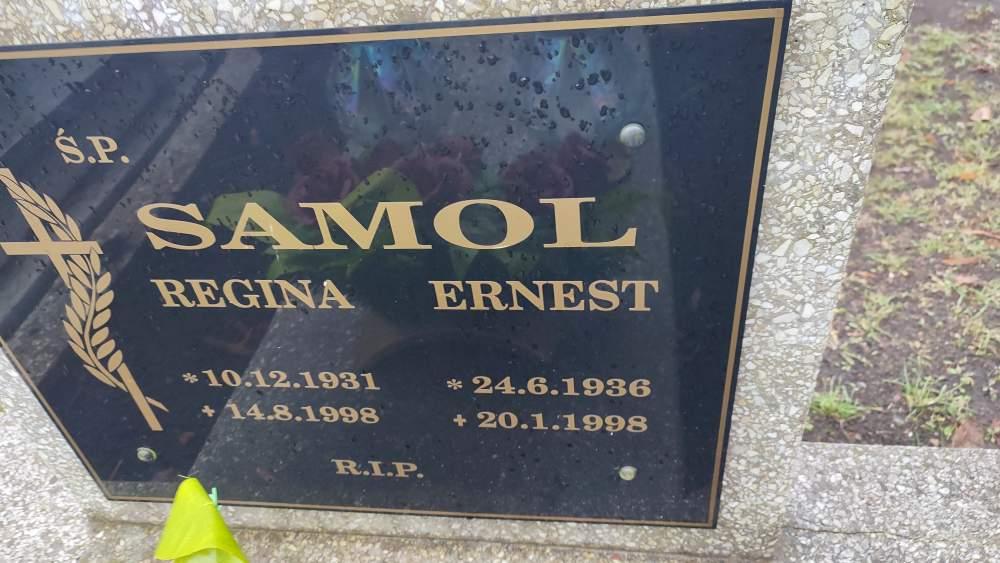 Ś.P.
SAMOL
REGINA ERNEST
* 10.12.1931 * 24.6.1936
+ 14.8.1998 + 20.1.1998
R.I.P.